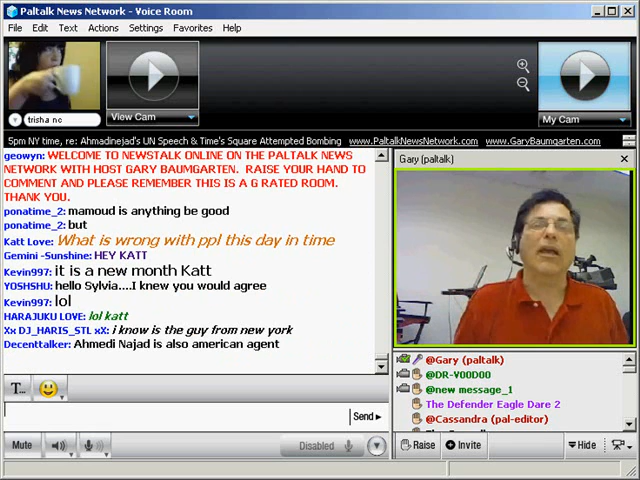 Paltalk News Network - Voice Room
File Edit Text Actions Settings Favorites Help
trisha nc
View Cam
My Cam
5pm NY time, re: Ahmadinejad's UN Speech & Time's Square Attempted Bombing www.PaltalkNewsNetwork.com www.GaryBaumgarten.com
geowyn: WELCOME TO NEWSTALK ONLINE ON THE PALTALK NEWS
NETWORK WITH HOST GARY BAUMGARTEN. RAISE YOUR HAND TO
COMMENT AND PLEASE REMEMBER THIS IS A G RATED ROOM.
THANK YOU.
ponatime_2: mamoud is anything be good
ponatime_2: but
Katt Love: What is wrong with ppl this day in time
Gemini -Sunshine: HEY KATT
Kevin997: it is a new month Katt
YOSHSHU: hello Sylvia....I knew you would agree
Kevin997: lol
HARAJUKU LOVE: lol katt
Xx DJ_HARIS_STL xX: i know is the guy from new york
Decenttalker: Ahmedi Najad is also american agent
Gary (paltalk)
@Gary (paltalk)
@DR-V00D00
@new message_1
The Defender Eagle Dare 2
@Cassandra (pal-editor)
T...
Send
Mute
Disabled
Raise
Invite
Hide